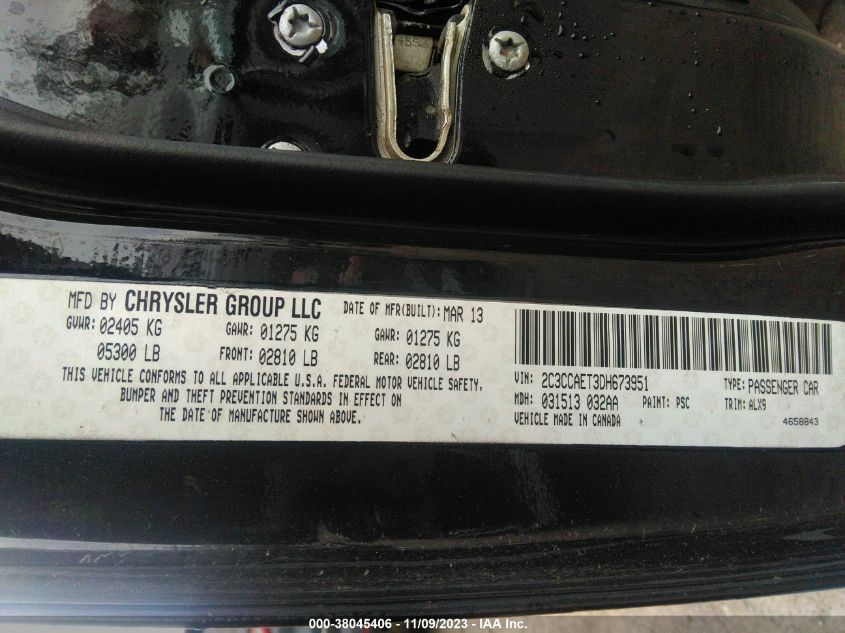 MFD BY CHRYSLER GROUP LLC DATE OF MFR(BUILT): MAR 13
GVWR: 02405 KG GAWR: 01275 KG GAWR: 01275 KG
05300 LB FRONT: 02810 LB REAR: 02810 LB
THIS VEHICLE CONFORMS TO ALL APPLICABLE U.S.A. FEDERAL MOTOR VEHICLE SAFETY,
BUMPER AND THEFT PREVENTION STANDARDS IN EFFECT ON
THE DATE OF MANUFACTURE SHOWN ABOVE.
VIN: 2C3CCAET3DH673951 TYPE: PASSENGER CAR
MDH: 031513 032AA PAINT: PSC TRIM: ALX9
VEHICLE MADE IN CANADA 4658843
000-38045406 - 11/09/2023 - IAA Inc.